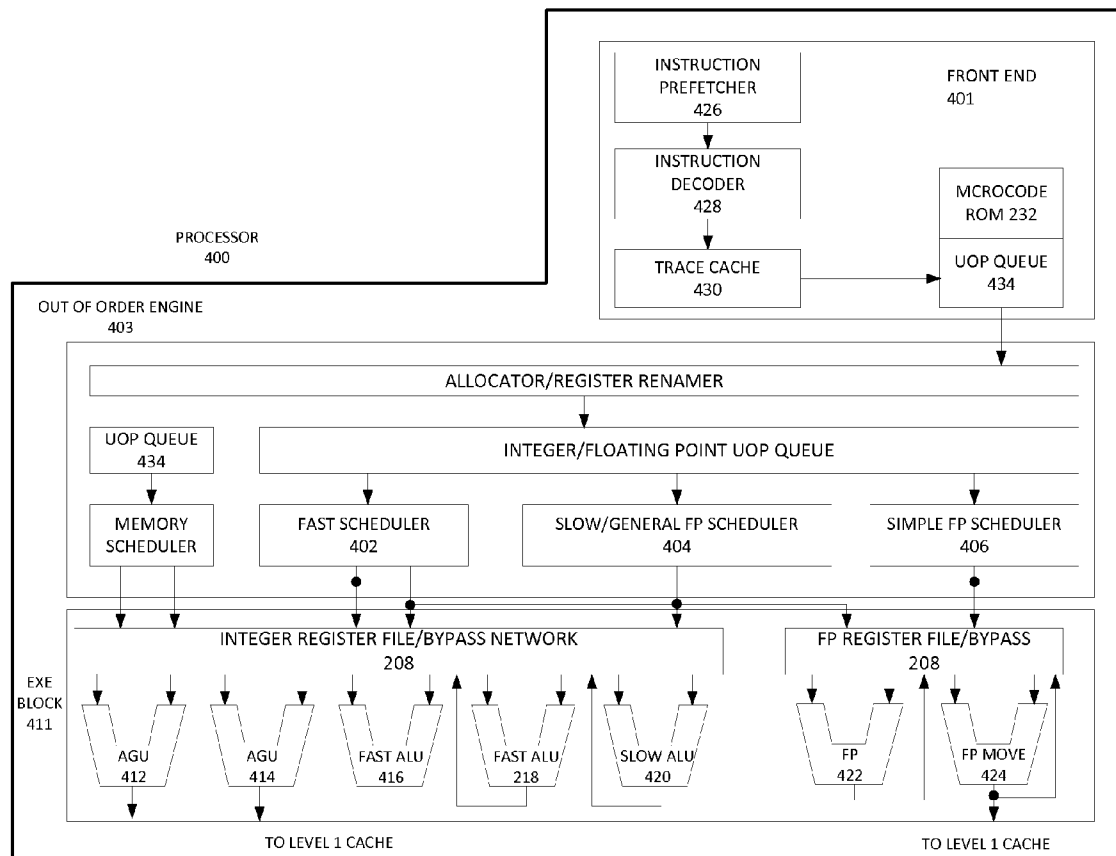 INSTRUCTION
PREFETCHER
426
FRONT END
401
INSTRUCTION
DECODER
428
MCROCODE
ROM 232
PROCESSOR
400
TRACE CACHE
430
UOP QUEUE
434
OUT OF ORDER ENGINE
403
ALLOCATOR/REGISTER RENAMER
UOP QUEUE
434
INTEGER/FLOATING POINT UOP QUEUE
MEMORY
SCHEDULER
FAST SCHEDULER
402
SLOW/GENERAL FP SCHEDULER
404
SIMPLE FP SCHEDULER
406
INTEGER REGISTER FILE/BYPASS NETWORK
208
FP REGISTER FILE/BYPASS
208
EXE
BLOCK
411
AGU
412
AGU
414
FAST ALU
416
FAST ALU
218
SLOW ALU
420
FP
422
FP MOVE
424
TO LEVEL 1 CACHE
TO LEVEL 1 CACHE